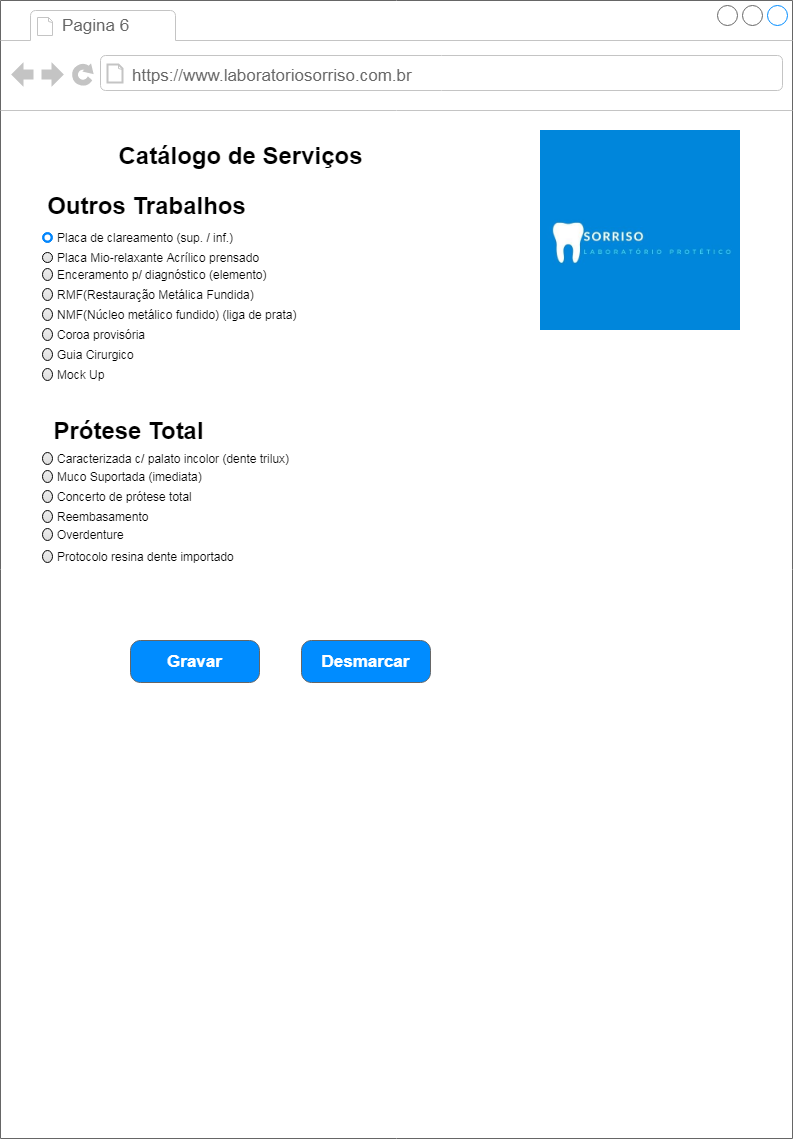 Pagina 6
https://www.laboratoriosorriso.com.br
Catálogo de Serviços
SORRISO
LABORATÓRIO PROTÉTICO
Outros Trabalhos
Placa de clareamento (sup. / inf.)
Placa Mio-relaxante Acrílico prensado
Enceramento p/ diagnóstico (elemento)
RMF(Restauração Metálica Fundida)
NMF(Núcleo metálico fundido) (liga de prata)
Coroa provisória
Guia Cirurgico
Mock Up
Prótese Total
Caracterizada c/ palato incolor (dente trilux)
Muco Suportada (imediata)
Concerto de prótese total
Reembasamento
Overdenture
Protocolo resina dente importado
Gravar
Desmarcar